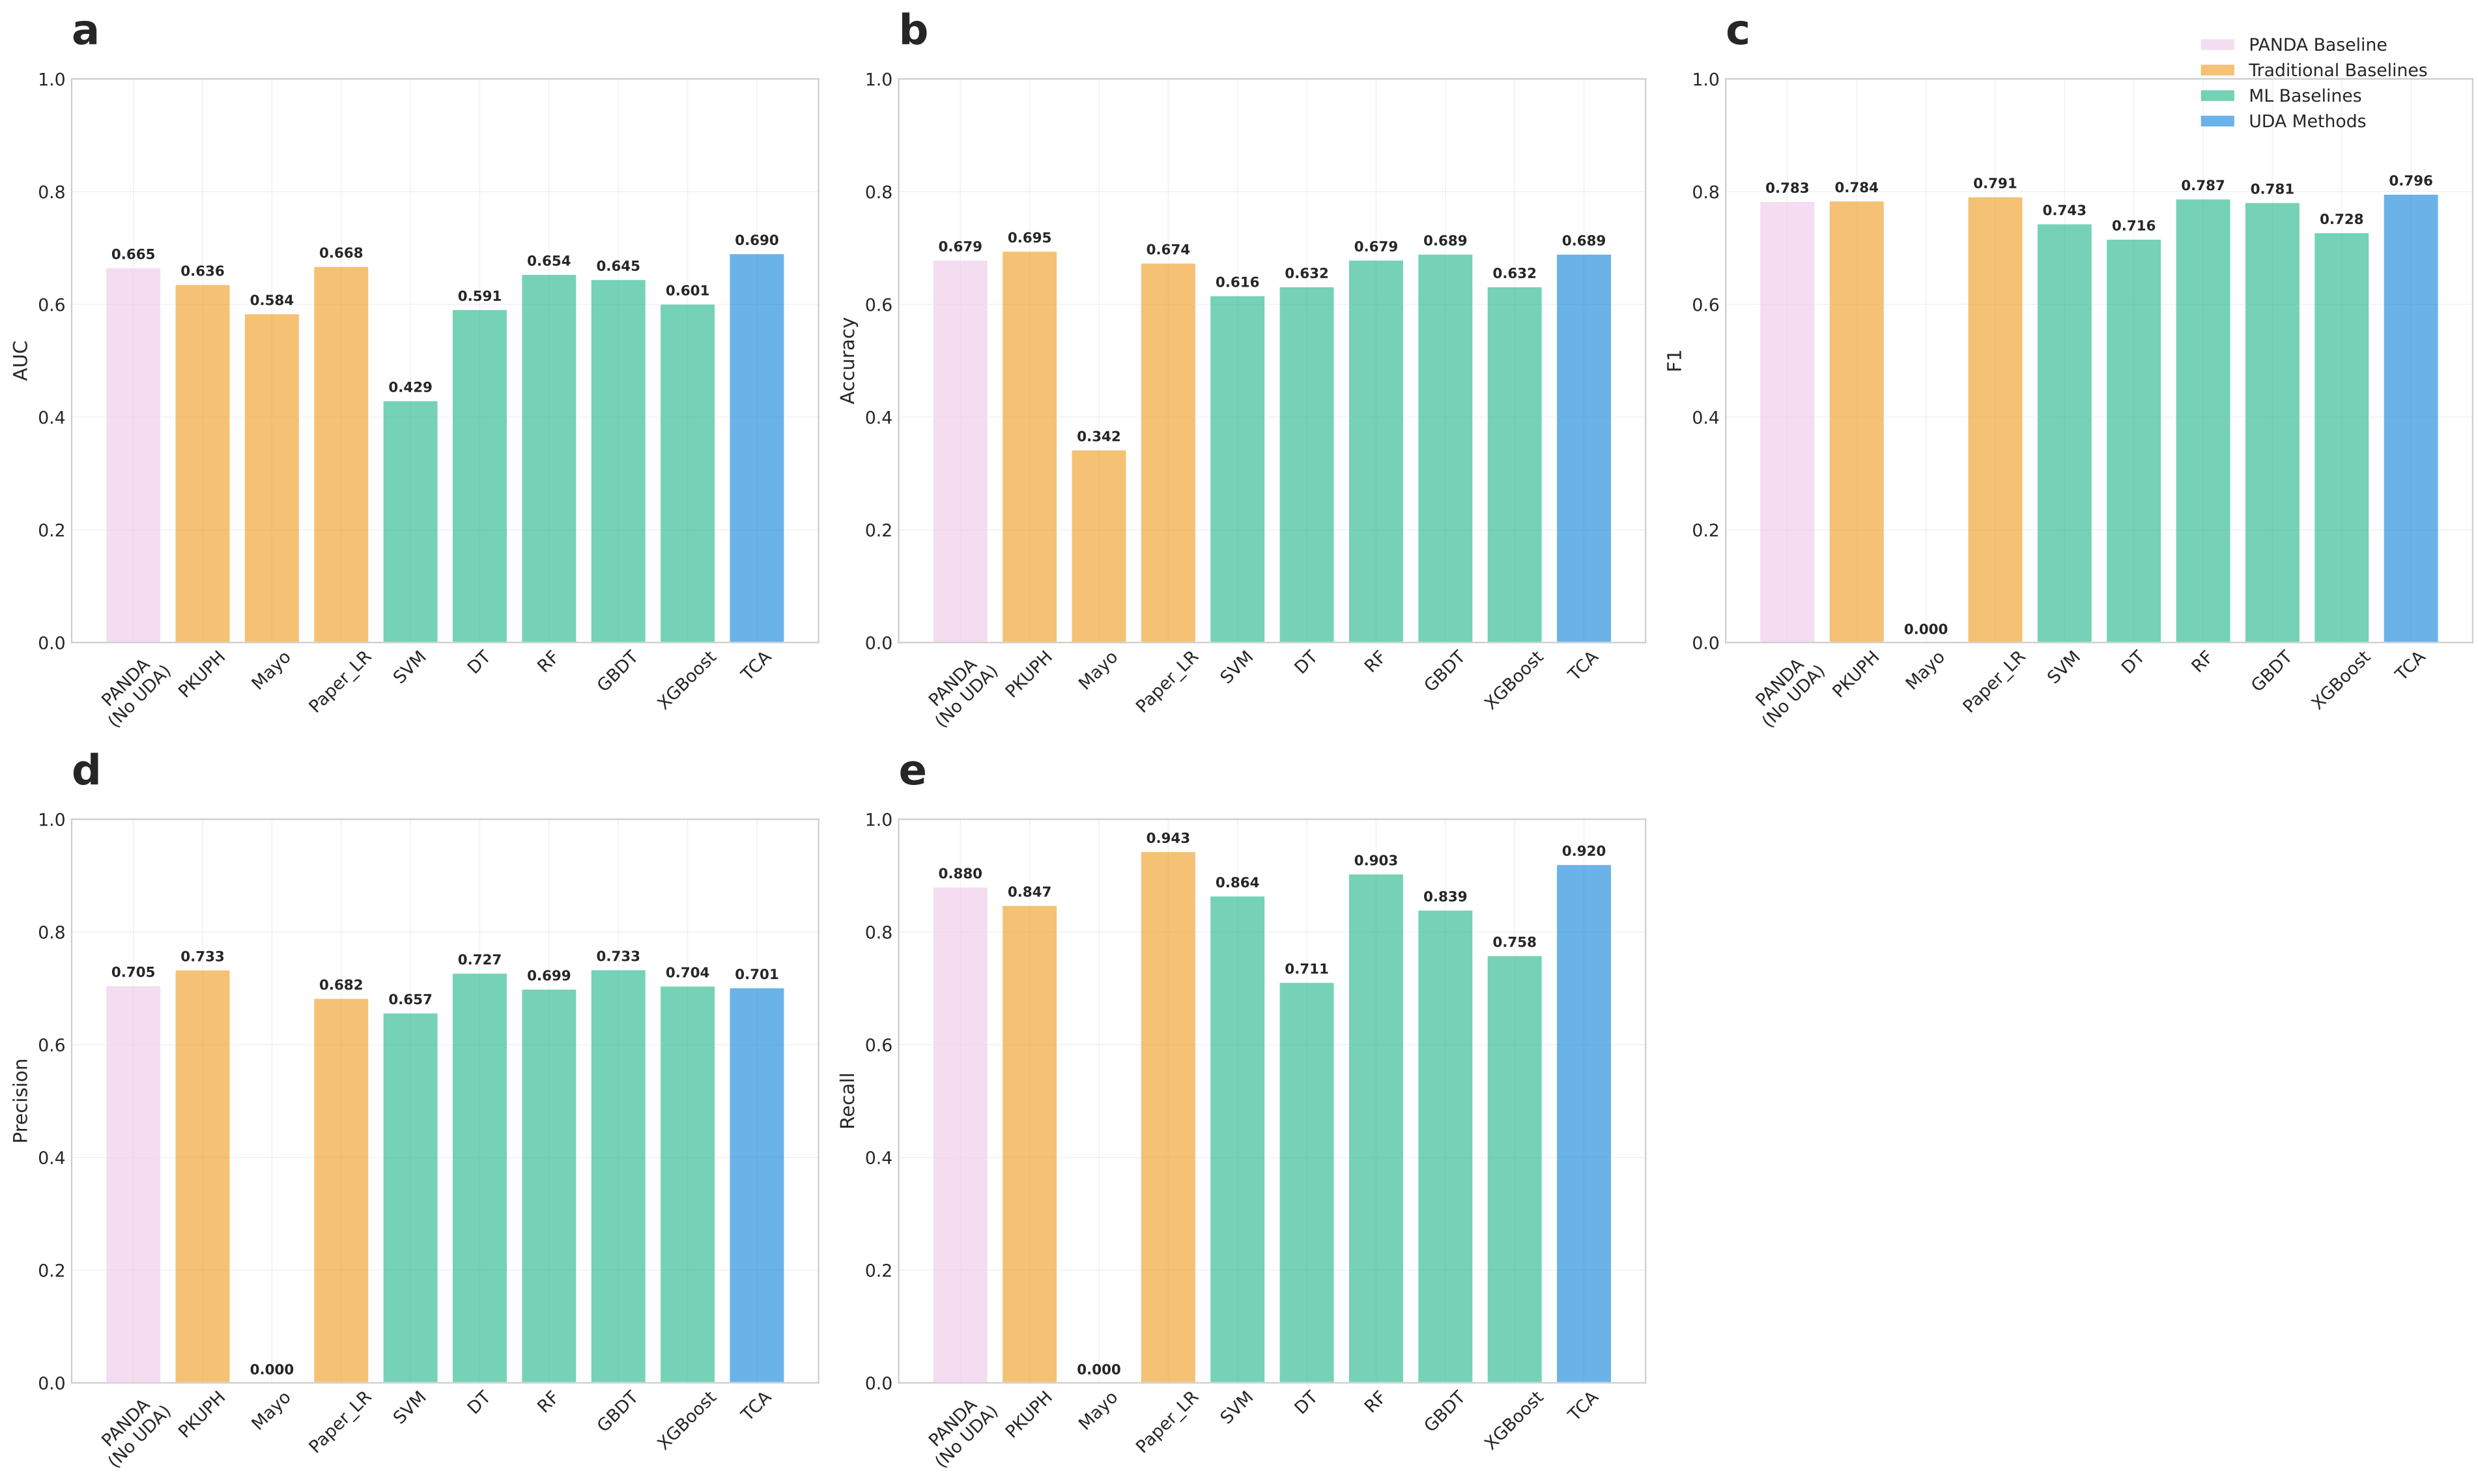 a
1.0
0.8
0.6
0.4
0.2
0.0
AUC
0.665
0.636
0.584
0.668
0.429
0.591
0.654
0.645
0.601
0.690
PANDA
(No UDA)
PKUPH
Mayo
Paper_LR
SVM
DT
RF
GBDT
XGBoost
TCA
b
1.0
0.8
0.6
0.4
0.2
0.0
Accuracy
0.679
0.695
0.342
0.674
0.616
0.632
0.679
0.689
0.632
0.689
PANDA
(No UDA)
PKUPH
Mayo
Paper_LR
SVM
DT
RF
GBDT
XGBoost
TCA
c
PANDA Baseline
Traditional Baselines
ML Baselines
UDA Methods
1.0
0.8
0.6
0.4
0.2
0.0
F1
0.783
0.784
0.000
0.791
0.743
0.716
0.787
0.781
0.728
0.796
PANDA
(No UDA)
PKUPH
Mayo
Paper_LR
SVM
DT
RF
GBDT
XGBoost
TCA
d
1.0
0.8
0.6
0.4
0.2
0.0
Precision
0.705
0.733
0.000
0.682
0.657
0.727
0.699
0.733
0.704
0.701
PANDA
(No UDA)
PKUPH
Mayo
Paper_LR
SVM
DT
RF
GBDT
XGBoost
TCA
e
1.0
0.8
0.6
0.4
0.2
0.0
Recall
0.880
0.847
0.000
0.943
0.864
0.711
0.903
0.839
0.758
0.920
PANDA
(No UDA)
PKUPH
Mayo
Paper_LR
SVM
DT
RF
GBDT
XGBoost
TCA